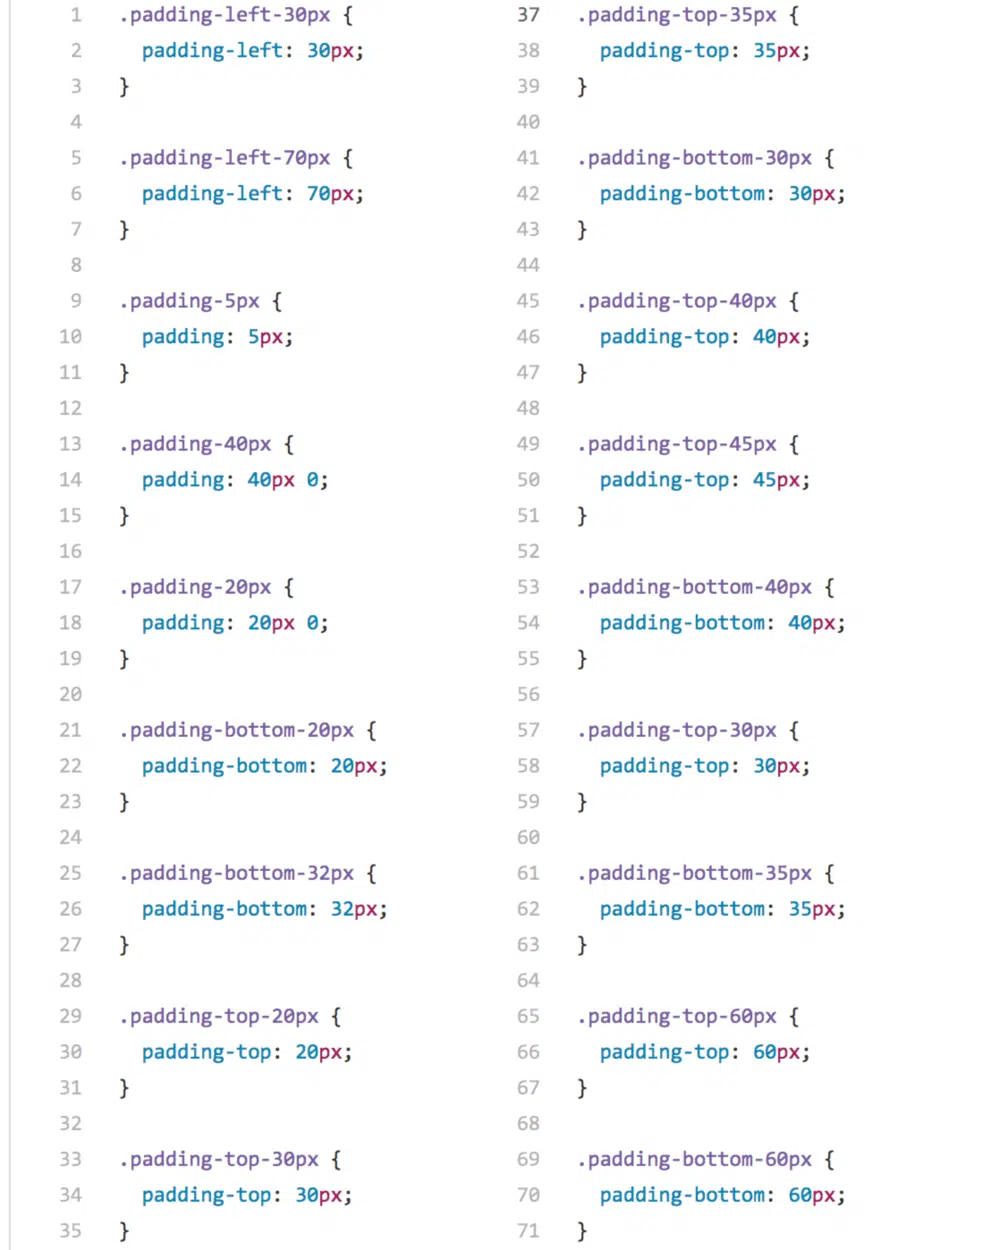 1 .padding-left-30px {
2   padding-left: 30px;
3 }
4
5 .padding-left-70px {
6   padding-left: 70px;
7 }
8
9 .padding-5px {
10   padding: 5px;
11 }
12
13 .padding-40px {
14   padding: 40px 0;
15 }
16
17 .padding-20px {
18   padding: 20px 0;
19 }
20
21 .padding-bottom-20px {
22   padding-bottom: 20px;
23 }
24
25 .padding-bottom-32px {
26   padding-bottom: 32px;
27 }
28
29 .padding-top-20px {
30   padding-top: 20px;
31 }
32
33 .padding-top-30px {
34   padding-top: 30px;
35 }
37 .padding-top-35px {
38   padding-top: 35px;
39 }
40
41 .padding-bottom-30px {
42   padding-bottom: 30px;
43 }
44
45 .padding-top-40px {
46   padding-top: 40px;
47 }
48
49 .padding-top-45px {
50   padding-top: 45px;
51 }
52
53 .padding-bottom-40px {
54   padding-bottom: 40px;
55 }
56
57 .padding-top-30px {
58   padding-top: 30px;
59 }
60
61 .padding-bottom-35px {
62   padding-bottom: 35px;
63 }
64
65 .padding-top-60px {
66   padding-top: 60px;
67 }
68
69 .padding-bottom-60px {
70   padding-bottom: 60px;
71 }